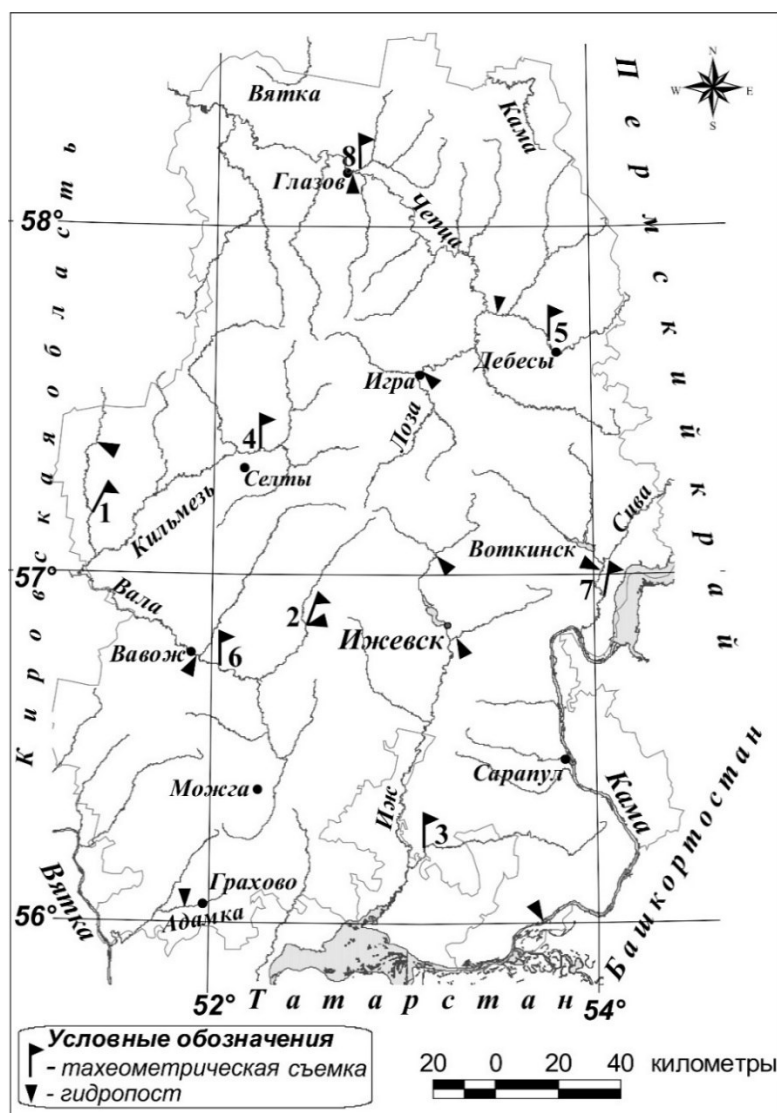 N
W E
S
Вятка
Кама
Пермский край
Кировская область
8
Глазов
Чепца
58°
5
Дебесы
Игра
Лоза
4
Селты
1
Кильмезь
Сива
Воткинск
57°
7
Вала
2
Ижевск
Вавож
6
Сарапул
Можга
Иж
Кама
3
Башкортостан
Вятка
Грахово
56°
Адамка
52°
Татарстан
54°
Условные обозначения
- тахеометрическая съемка
- гидропост
20 0 20 40 километры